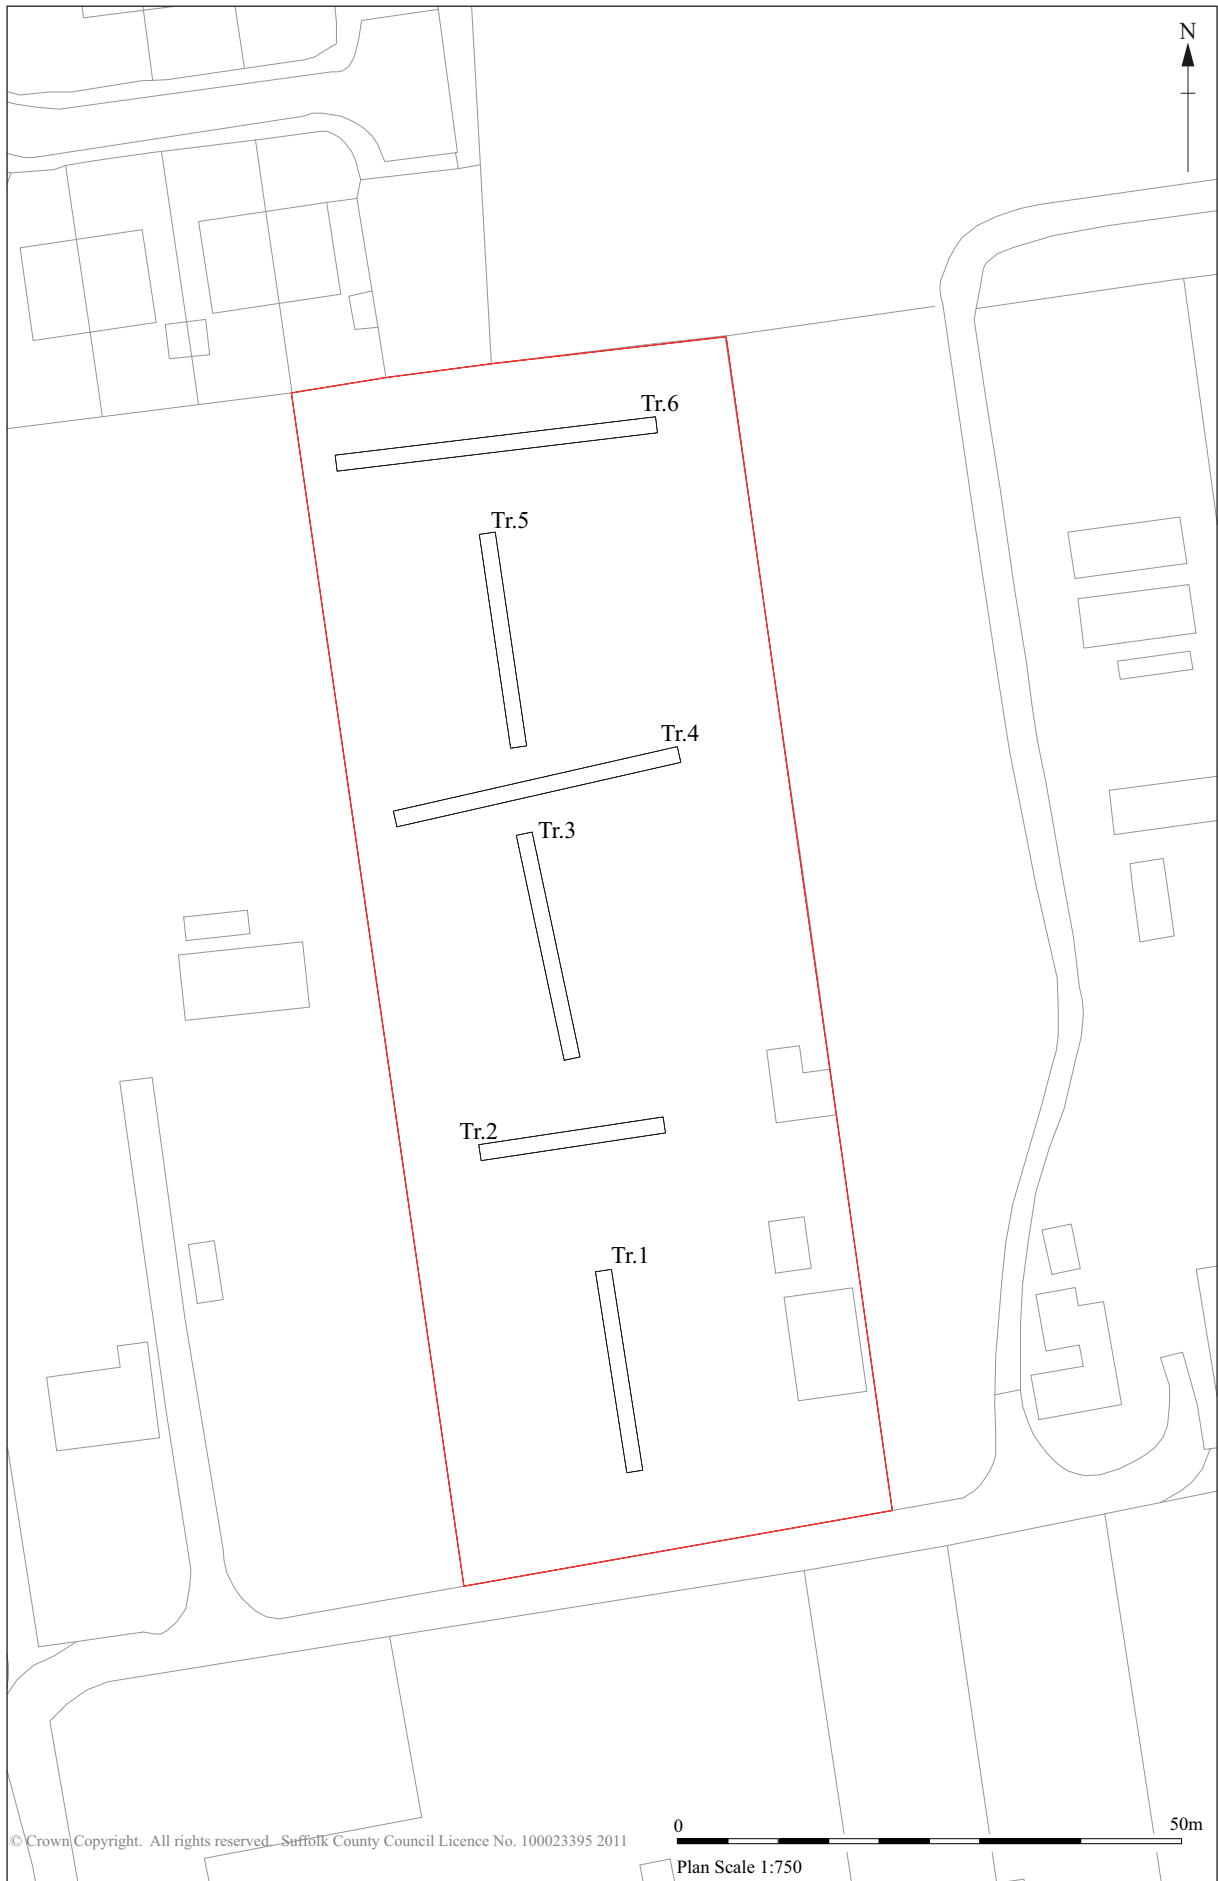 N
Tr.6
Tr.5
Tr.4
Tr.3
Tr.2
Tr.1
0 50m
© Crown Copyright. All rights reserved. Suffolk County Council Licence No. 100023395 2011
Plan Scale 1:750